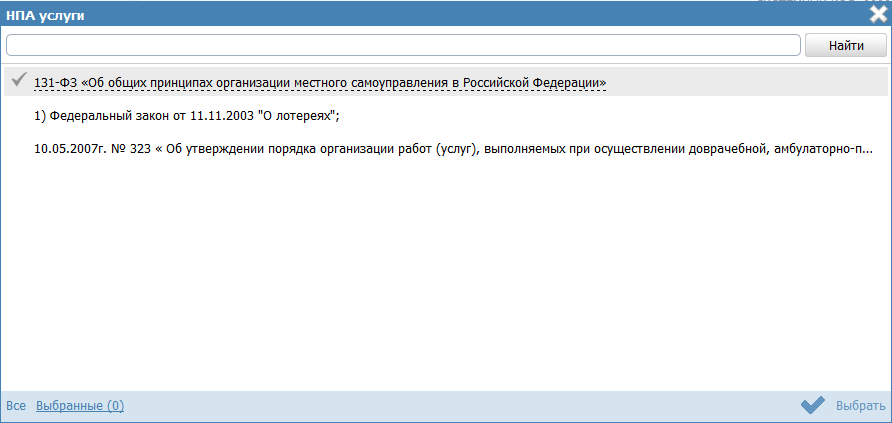 НПА услуги
Найти
131-ФЗ «Об общих принципах организации местного самоуправления в Российской Федерации»
1) Федеральный закон от 11.11.2003 "О лотереях";
10.05.2007г. № 323 « Об утверждении порядка организации работ (услуг), выполняемых при осуществлении доврачебной, амбулаторно-п...
Все Выбранные (0) Выбрать